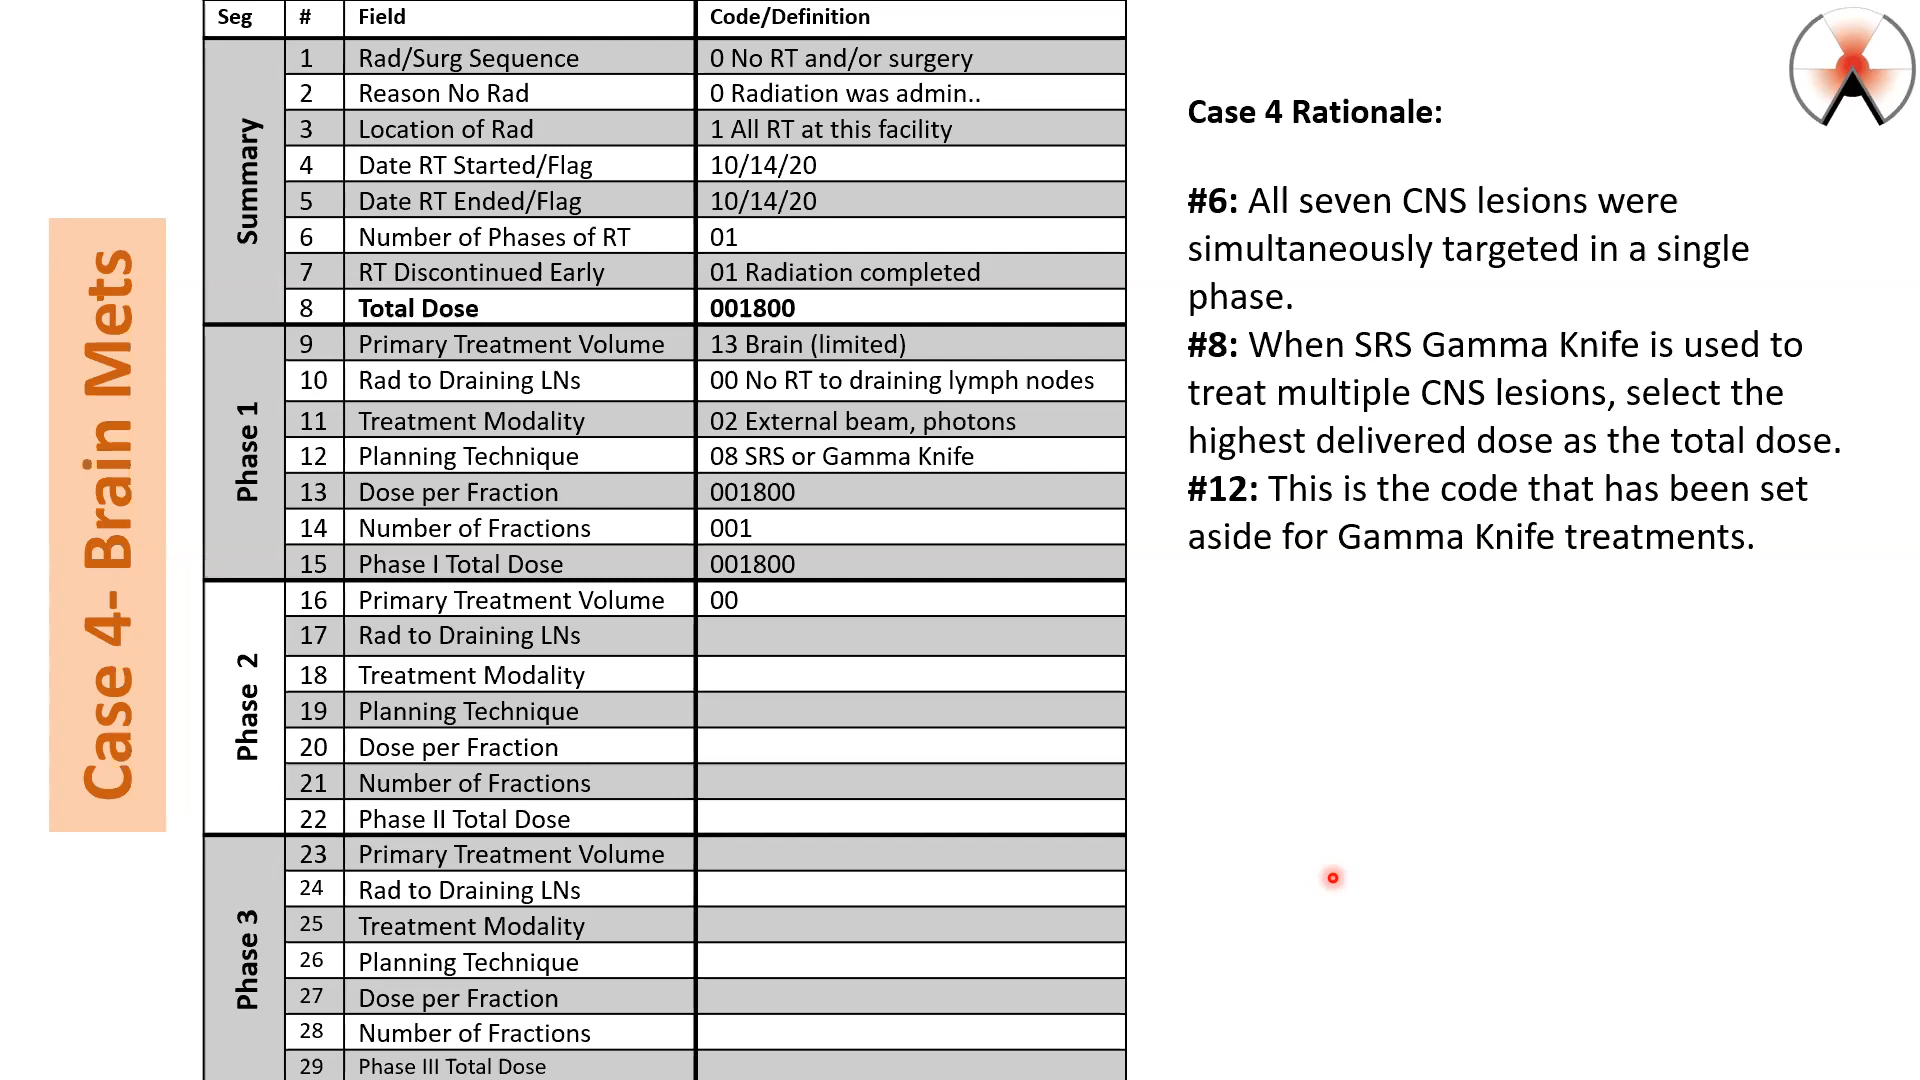 Case 4- Brain Mets
Seg # Field Code/Definition
Summary
1 Rad/Surg Sequence 0 No RT and/or surgery
2 Reason No Rad 0 Radiation was admin..
3 Location of Rad 1 All RT at this facility
4 Date RT Started/Flag 10/14/20
5 Date RT Ended/Flag 10/14/20
6 Number of Phases of RT 01
7 RT Discontinued Early 01 Radiation completed
8 Total Dose 001800
Phase 1
9 Primary Treatment Volume 13 Brain (limited)
10 Rad to Draining LNs 00 No RT to draining lymph nodes
11 Treatment Modality 02 External beam, photons
12 Planning Technique 08 SRS or Gamma Knife
13 Dose per Fraction 001800
14 Number of Fractions 001
15 Phase I Total Dose 001800
Phase 2
16 Primary Treatment Volume 00
17 Rad to Draining LNs
18 Treatment Modality
19 Planning Technique
20 Dose per Fraction
21 Number of Fractions
22 Phase II Total Dose
Phase 3
23 Primary Treatment Volume
24 Rad to Draining LNs
25 Treatment Modality
26 Planning Technique
27 Dose per Fraction
28 Number of Fractions
29 Phase III Total Dose
Case 4 Rationale:
#6: All seven CNS lesions were
simultaneously targeted in a single
phase.
#8: When SRS Gamma Knife is used to
treat multiple CNS lesions, select the
highest delivered dose as the total dose.
#12: This is the code that has been set
aside for Gamma Knife treatments.